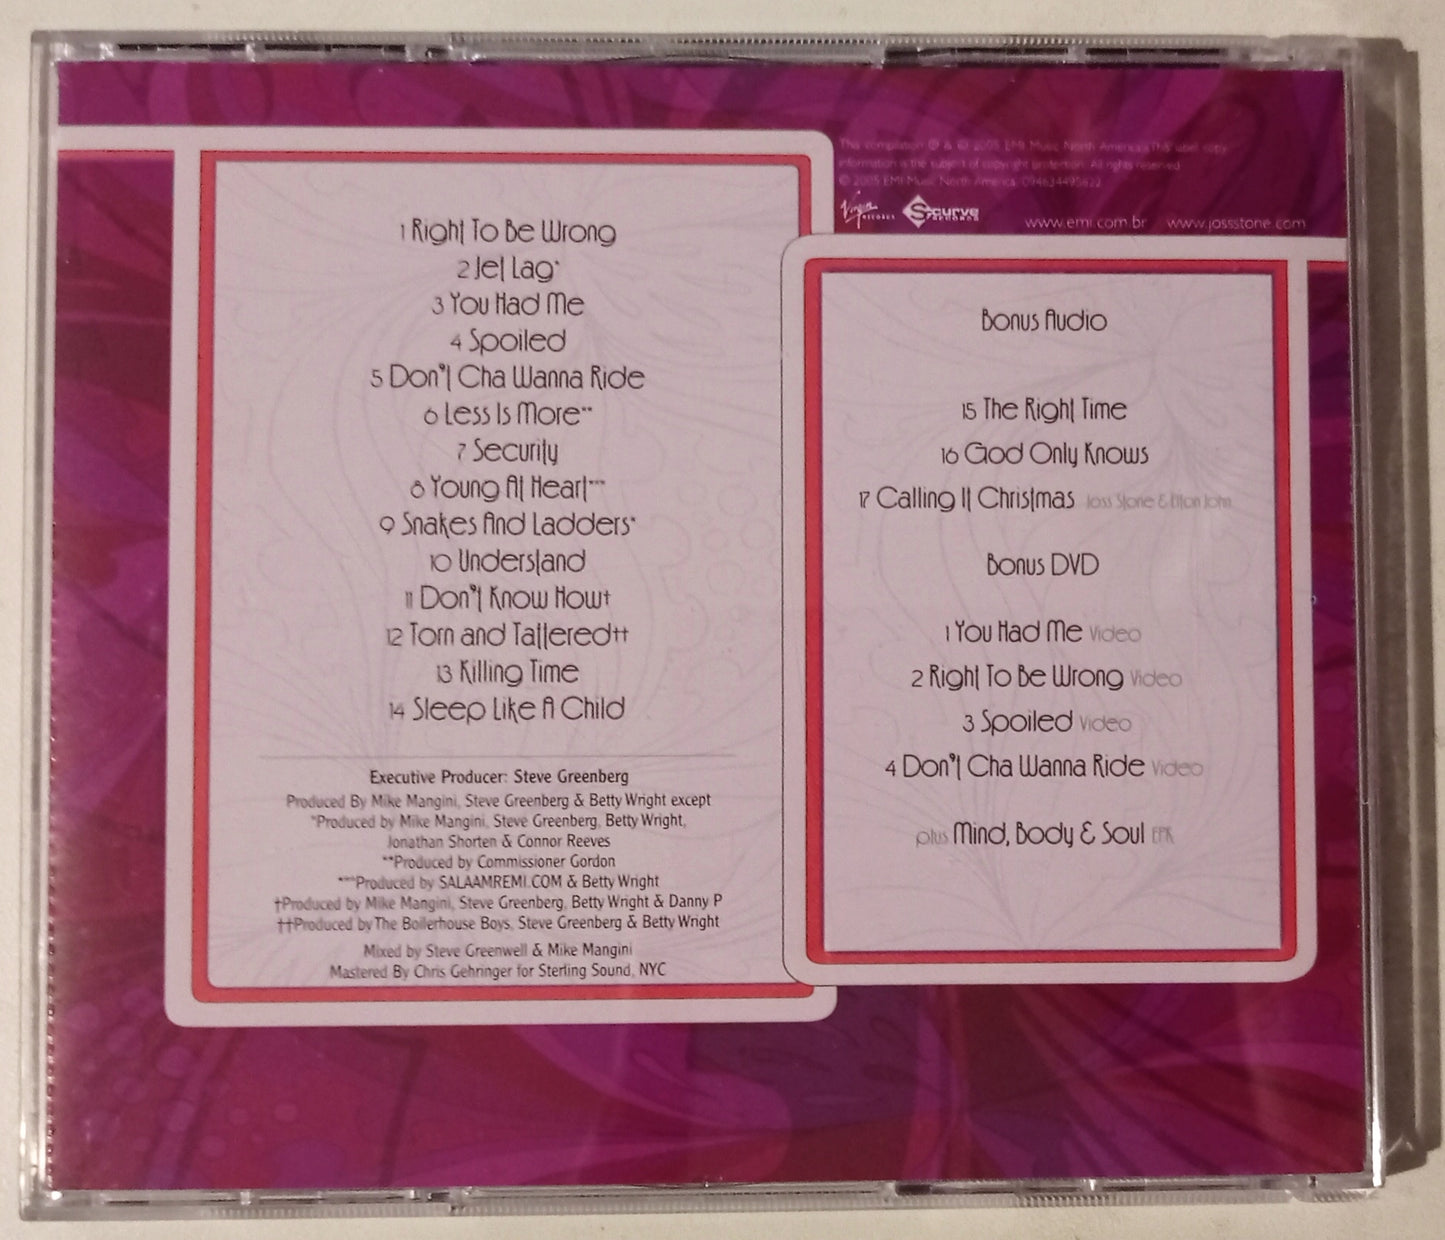 This compilation ℗ & © 2005 EMI Music North America. This label copy
information is the subject of copyright protection. All rights reserved.
© 2005 EMI Music North America. 094634495622
Virgin RECORDS
S-curve RECORDS
www.emi.com.br www.jossstone.com
1 Right To Be Wrong
2 Jet Lag*
3 You Had Me
4 Spoiled
5 Don't Cha Wanna Ride
6 Less Is More**
7 Security
8 Young At Heart***
9 Snakes And Ladders*
10 Understand
11 Don't Know How†
12 Torn and Tattered††
13 Killing Time
14 Sleep Like A Child
Executive Producer: Steve Greenberg
Produced By Mike Mangini, Steve Greenberg & Betty Wright except
*Produced by Mike Mangini, Steve Greenberg, Betty Wright,
Jonathan Shorten & Connor Reeves
**Produced by Commissioner Gordon
***Produced by SALAAMREMI.COM & Betty Wright
†Produced by Mike Mangini, Steve Greenberg, Betty Wright & Danny P
††Produced by The Boilerhouse Boys, Steve Greenberg & Betty Wright
Mixed by Steve Greenwell & Mike Mangini
Mastered By Chris Gehringer for Sterling Sound, NYC
Bonus Audio
15 The Right Time
16 God Only Knows
17 Calling It Christmas Joss Stone & Elton John
Bonus DVD
1 You Had Me Video
2 Right To Be Wrong Video
3 Spoiled Video
4 Don't Cha Wanna Ride Video
plus Mind, Body & Soul EPK